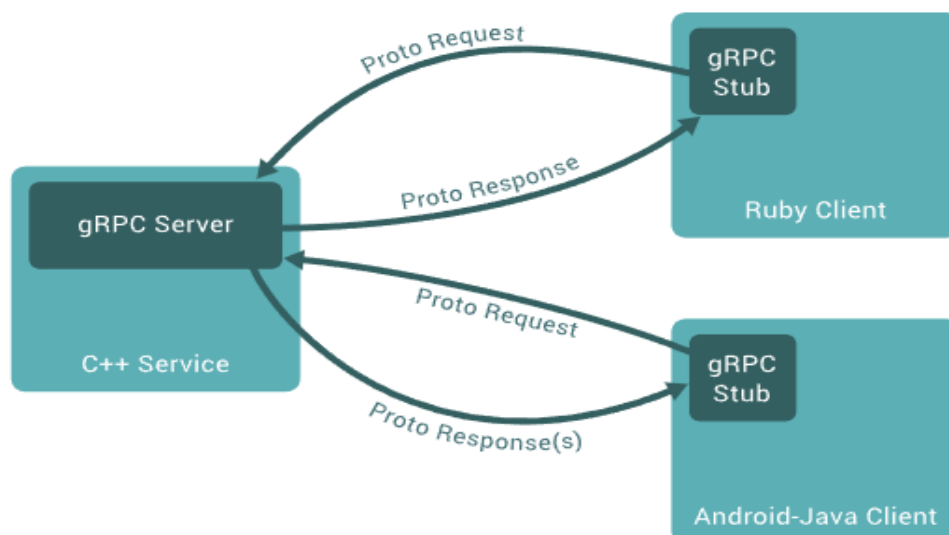 Proto Request
gRPC
Stub
Proto Response
Ruby Client
gRPC Server
C++ Service
Proto Request
gRPC
Stub
Proto Response(s)
Android-Java Client